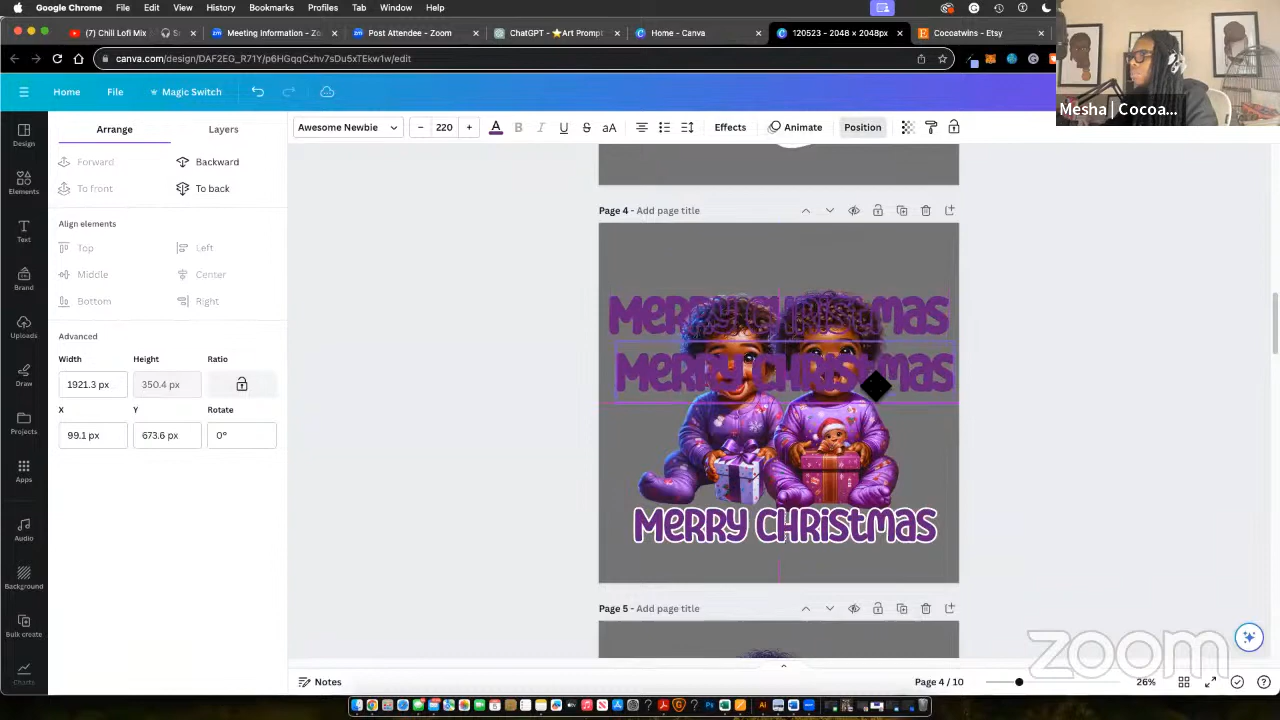 Google Chrome File Edit View History Bookmarks Profiles Tab Window Help
(7) Chill Lofi Mix
Meeting Information - Zo
Post Attendee - Zoom
ChatGPT - ⭐Art Prompt
Home - Canva
120523 - 2048 × 2048px
Cocoatwins - Etsy
canva.com/design/DAF2EG_R71Y/p6HGqqCxhv7sDu5xTEkw1w/edit
Mesha | Cocoa...
Home File Magic Switch
Arrange Layers
Awesome Newbie – 220 + A B I U S aA Effects Animate Position
Design
Elements
Text
Brand
Uploads
Draw
Projects
Apps
Audio
Background
Bulk create
Charts
Forward Backward
To front To back
Align elements
Top Left
Middle Center
Bottom Right
Advanced
Width Height Ratio
1921.3 px 350.4 px
X Y Rotate
99.1 px 673.6 px 0°
Page 4 - Add page title
MERRY CHRistmas
MERRY CHRistmas
MERRY CHRistmas
Page 5 - Add page title
zoom
Notes Page 4 / 10 26%